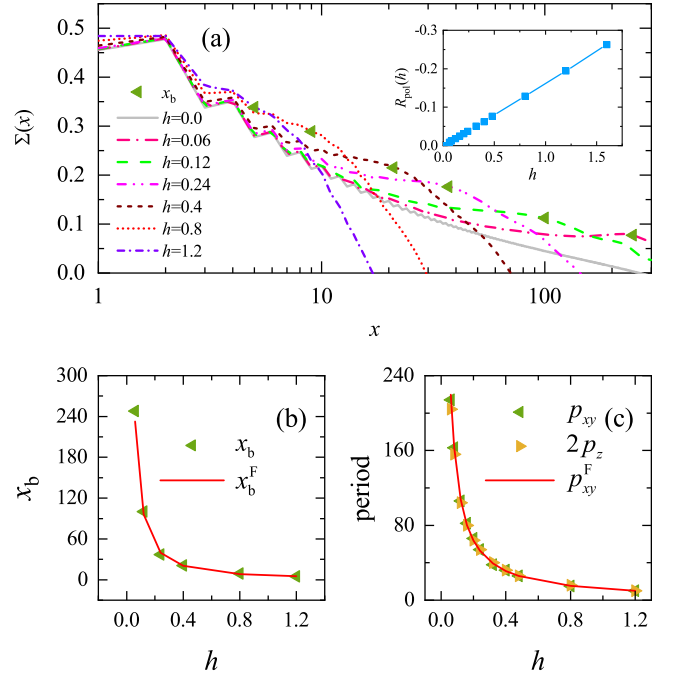 (a)
Σ(x)
0.5
0.4
0.3
0.2
0.1
0.0
1
10
100
x
x_b
h=0.0
h=0.06
h=0.12
h=0.24
h=0.4
h=0.8
h=1.2
R_pol(h)
-0.3
-0.2
-0.1
0.0
0.0
0.5
1.0
1.5
h
(b)
x_b
300
240
180
120
60
0
0.0
0.4
0.8
1.2
h
x_b
x_b^F
(c)
period
240
160
80
0
0.0
0.4
0.8
1.2
h
p_xy
2p_z
p_xy^F